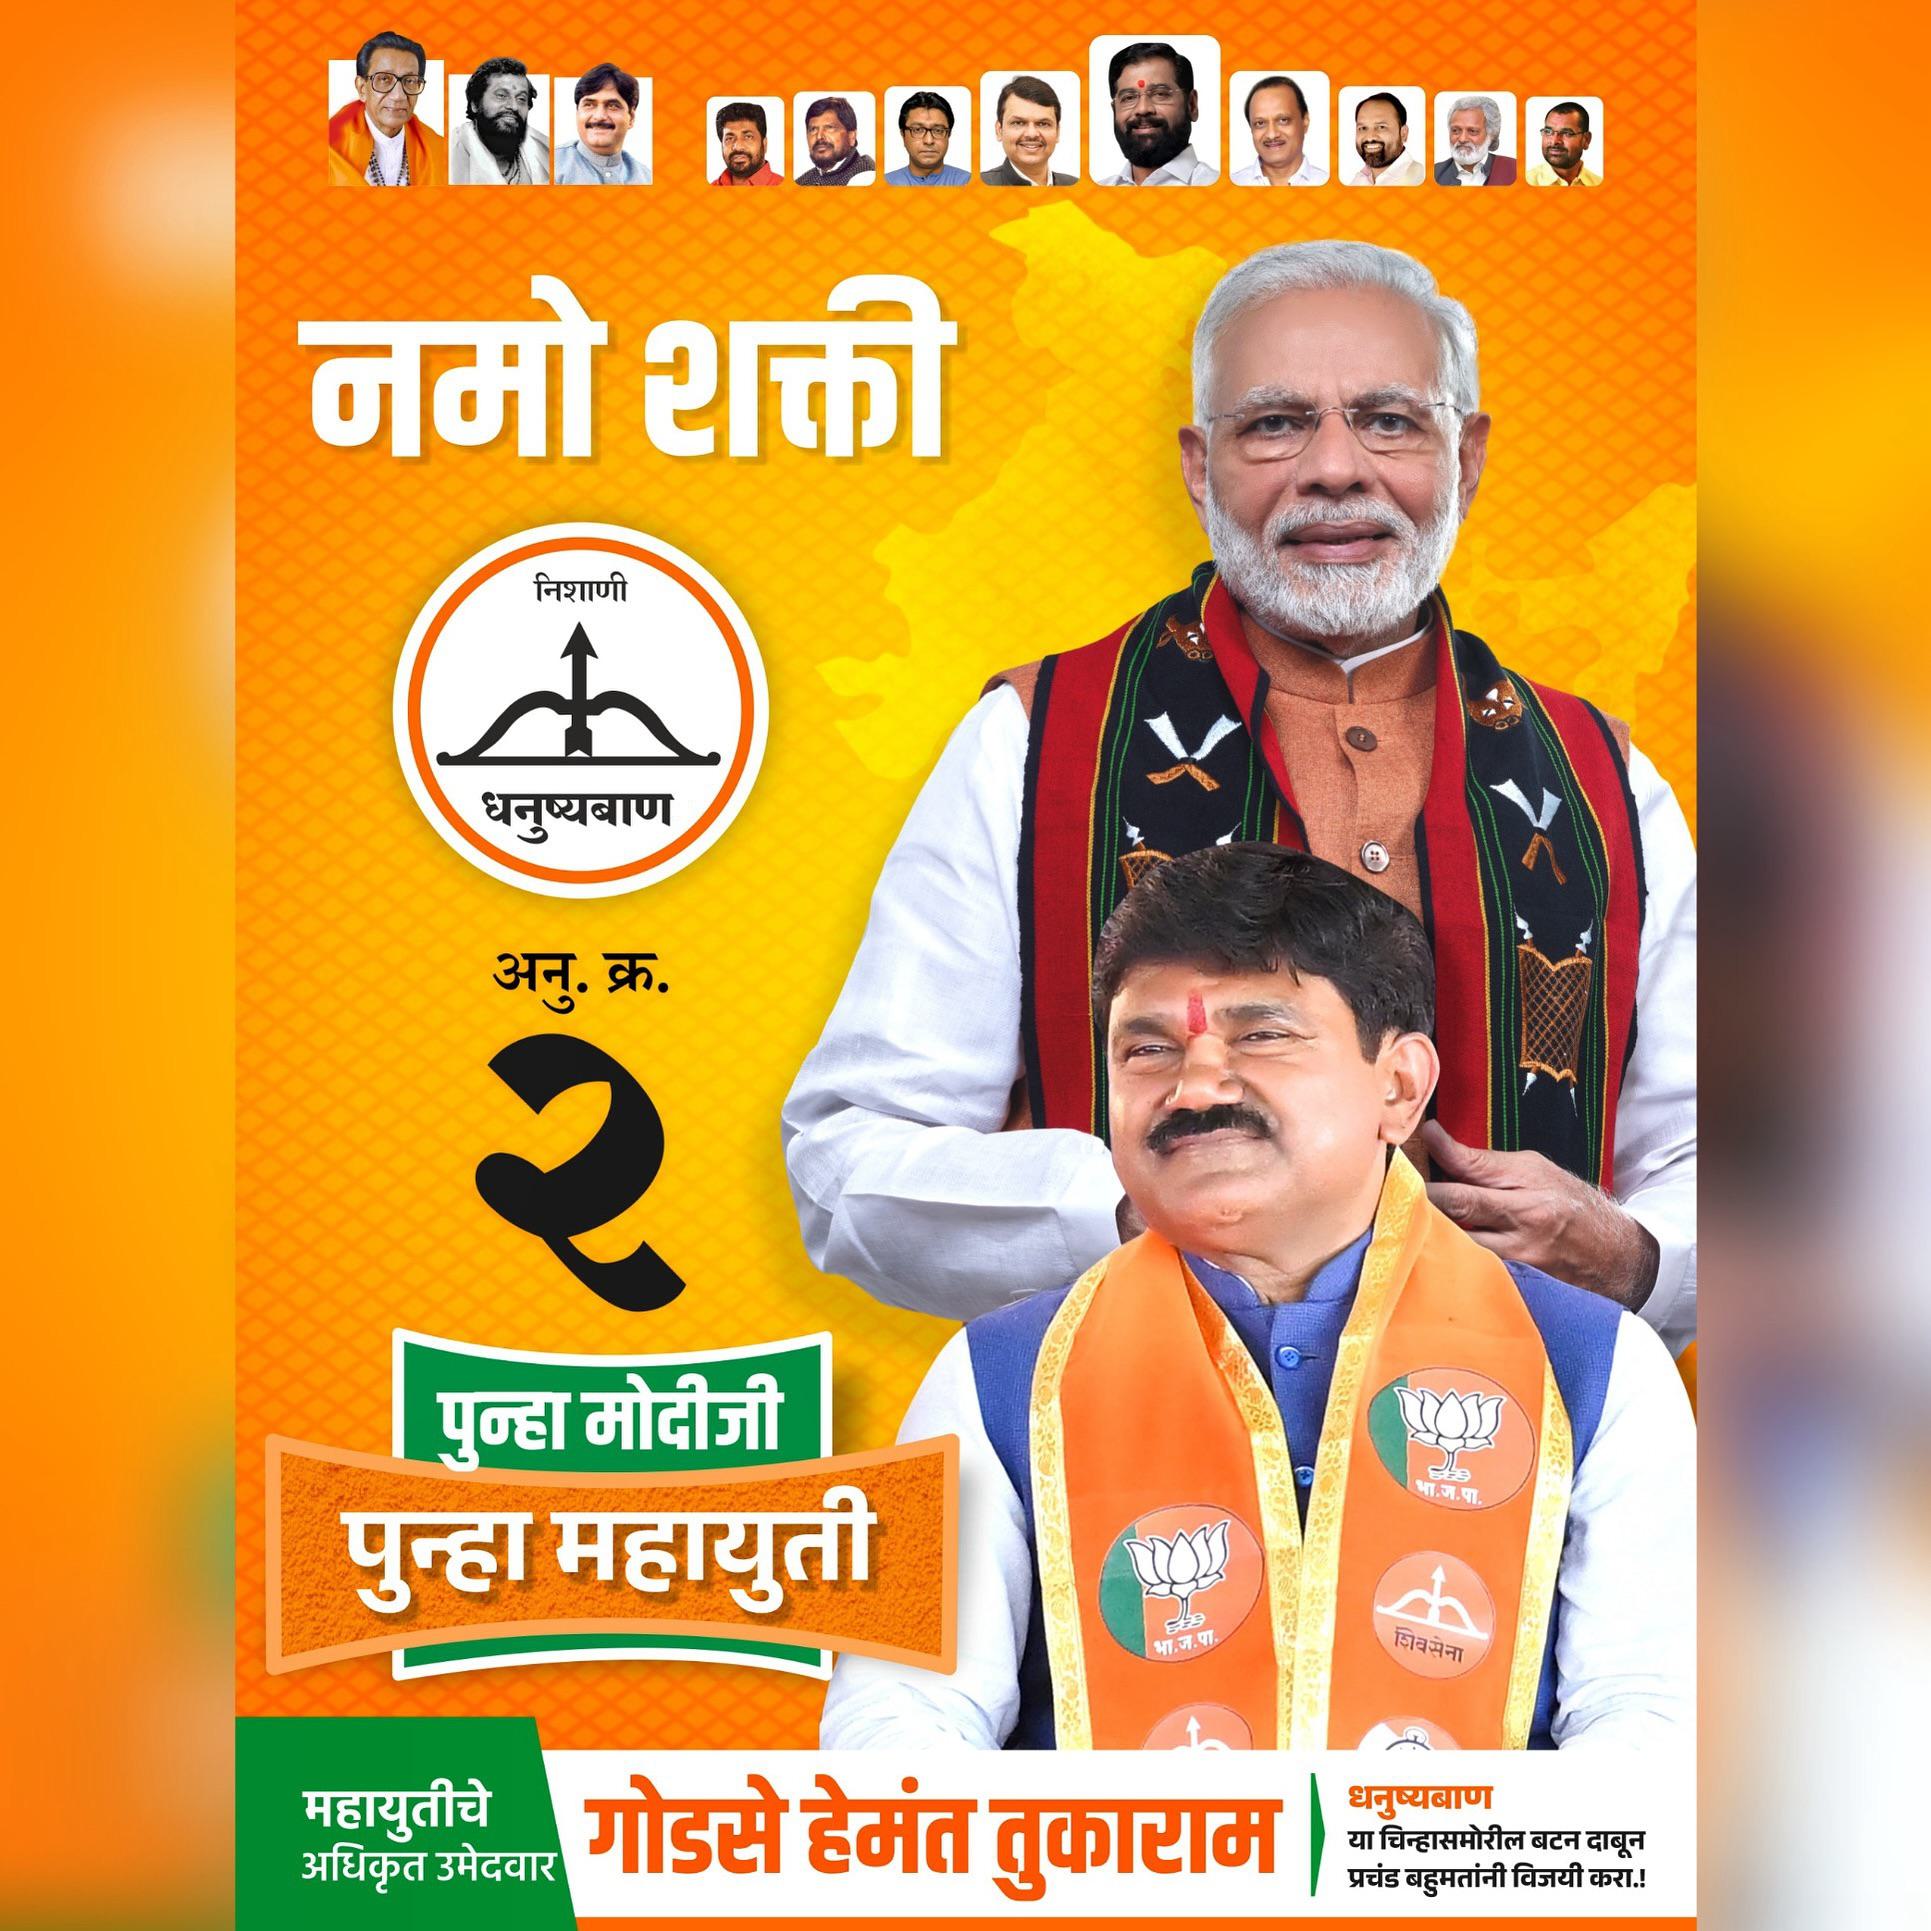 नमो शक्ती
निशाणी
धनुष्यबाण
अनु. क्र.
२
पुन्हा मोदीजी
पुन्हा महायुती
भा.ज.पा.
भा.ज.पा.
शिवसेना
महायुतीचे
अधिकृत उमेदवार
गोडसे हेमंत तुकाराम
धनुष्यबाण
या चिन्हासमोरील बटन दाबून
प्रचंड बहुमतांनी विजयी करा.!